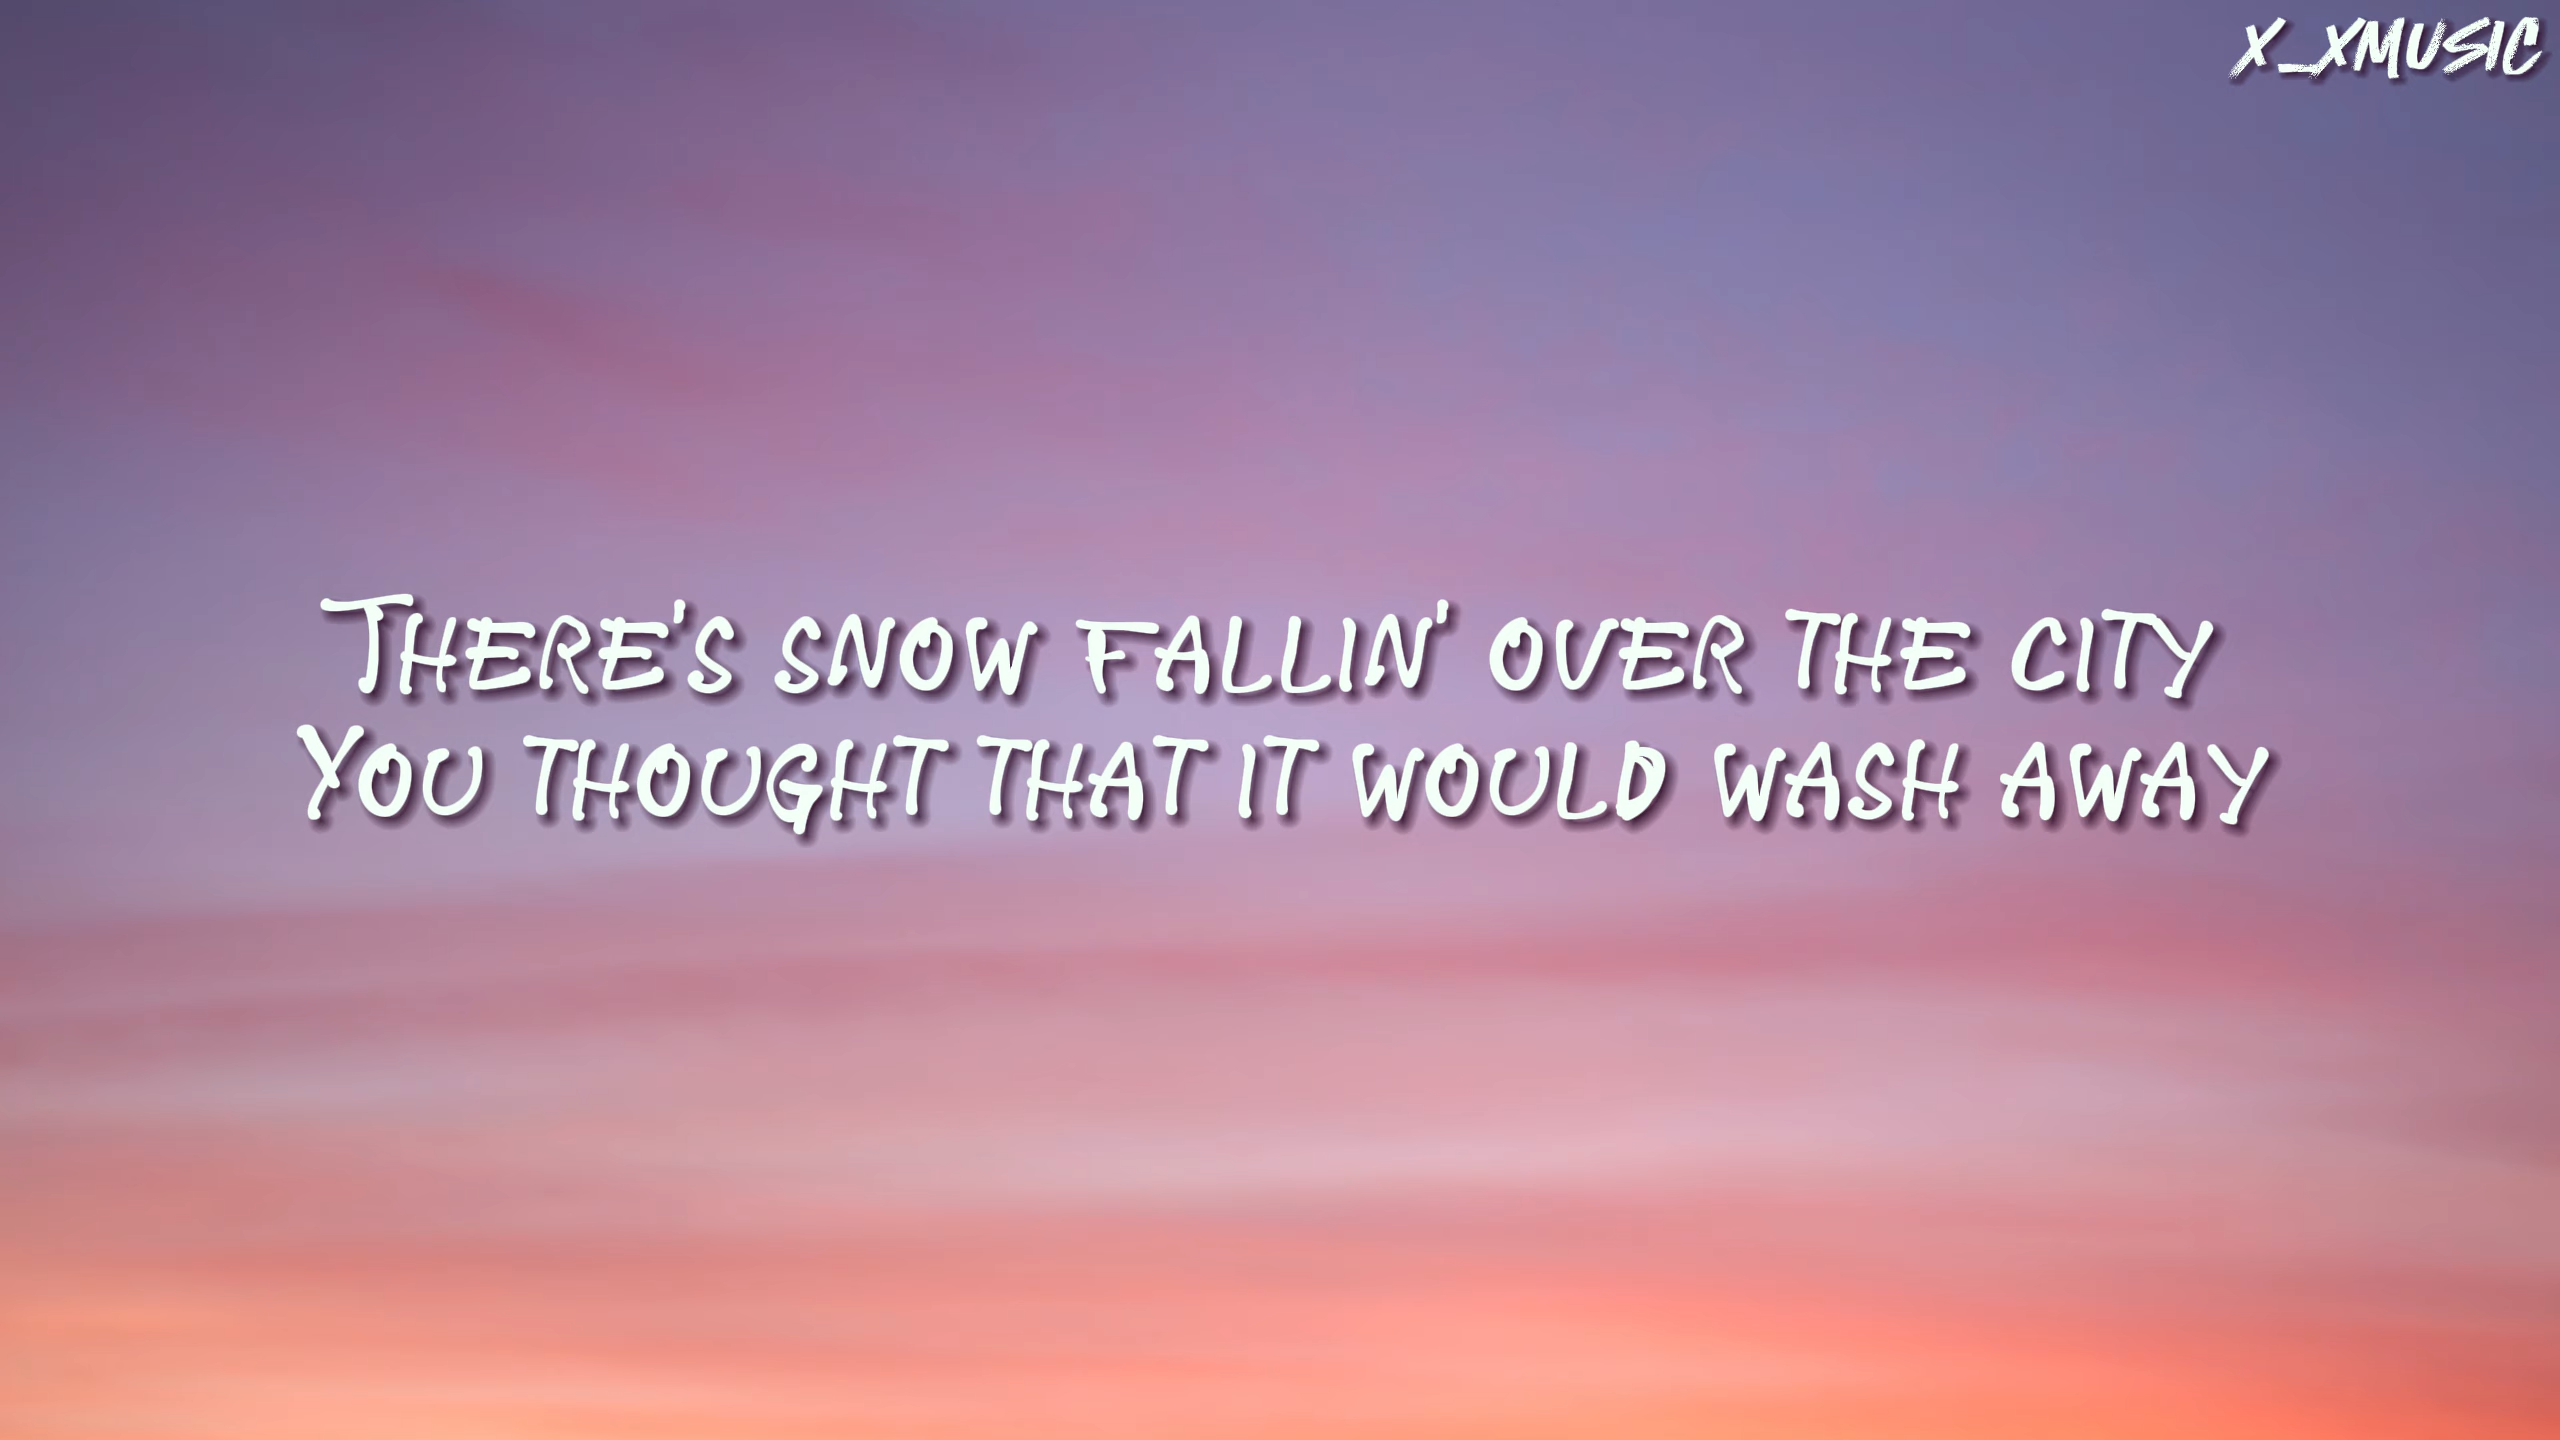 X_XMUSIC
There's snow fallin' over the city
You thought that it would wash away